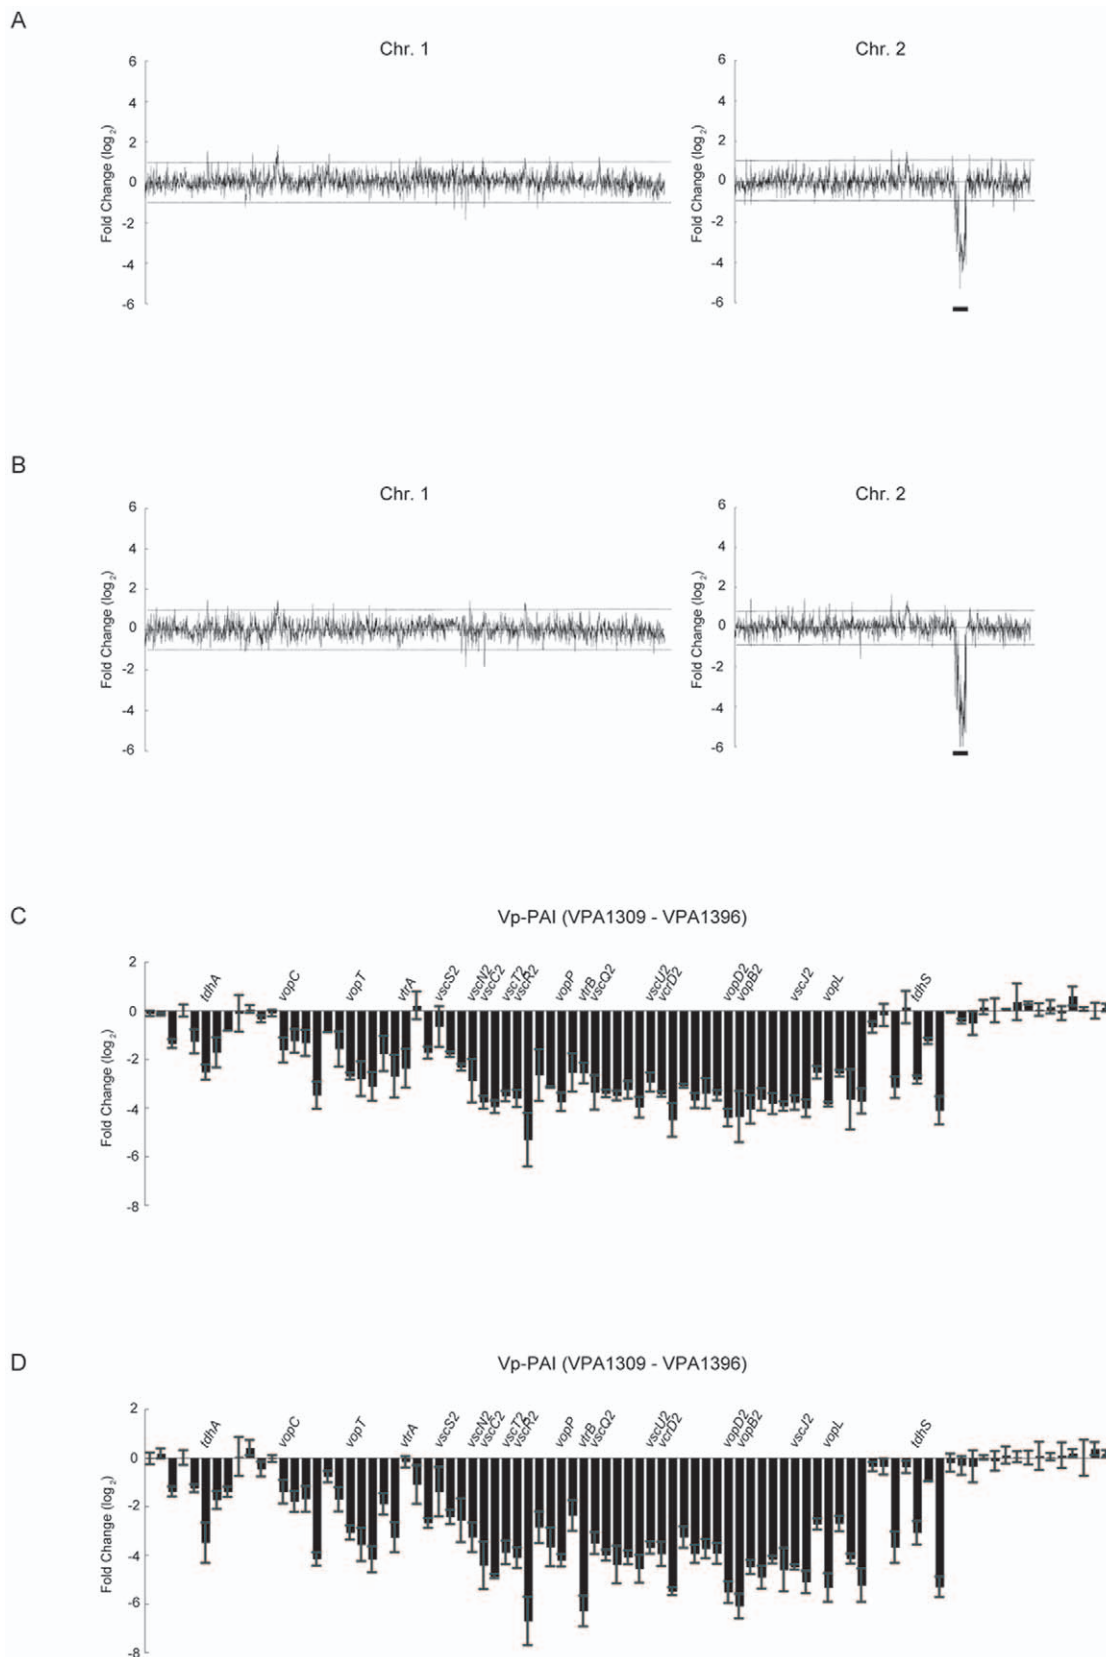 A
Chr. 1
Chr. 2
Fold Change (log2)
6
4
2
0
-2
-4
-6
Fold Change (log2)
6
4
2
0
-2
-4
-6
B
Chr. 1
Chr. 2
Fold Change (log2)
6
4
2
0
-2
-4
-6
Fold Change (log2)
6
4
2
0
-2
-4
-6
C
Vp-PAI (VPA1309 - VPA1396)
Fold Change (log2)
2
0
-2
-4
-6
-8
tdhA
vopC
vopT
vtrA
vscS2
vscN2
vscC2
vscT2
vscR2
vopP
vtrB
vscQ2
vscU2
vcrD2
vopD2
vopB2
vscJ2
vopL
tdhS
D
Vp-PAI (VPA1309 - VPA1396)
Fold Change (log2)
2
0
-2
-4
-6
-8
tdhA
vopC
vopT
vtrA
vscS2
vscN2
vscC2
vscT2
vscR2
vopP
vtrB
vscQ2
vscU2
vcrD2
vopD2
vopB2
vscJ2
vopL
tdhS